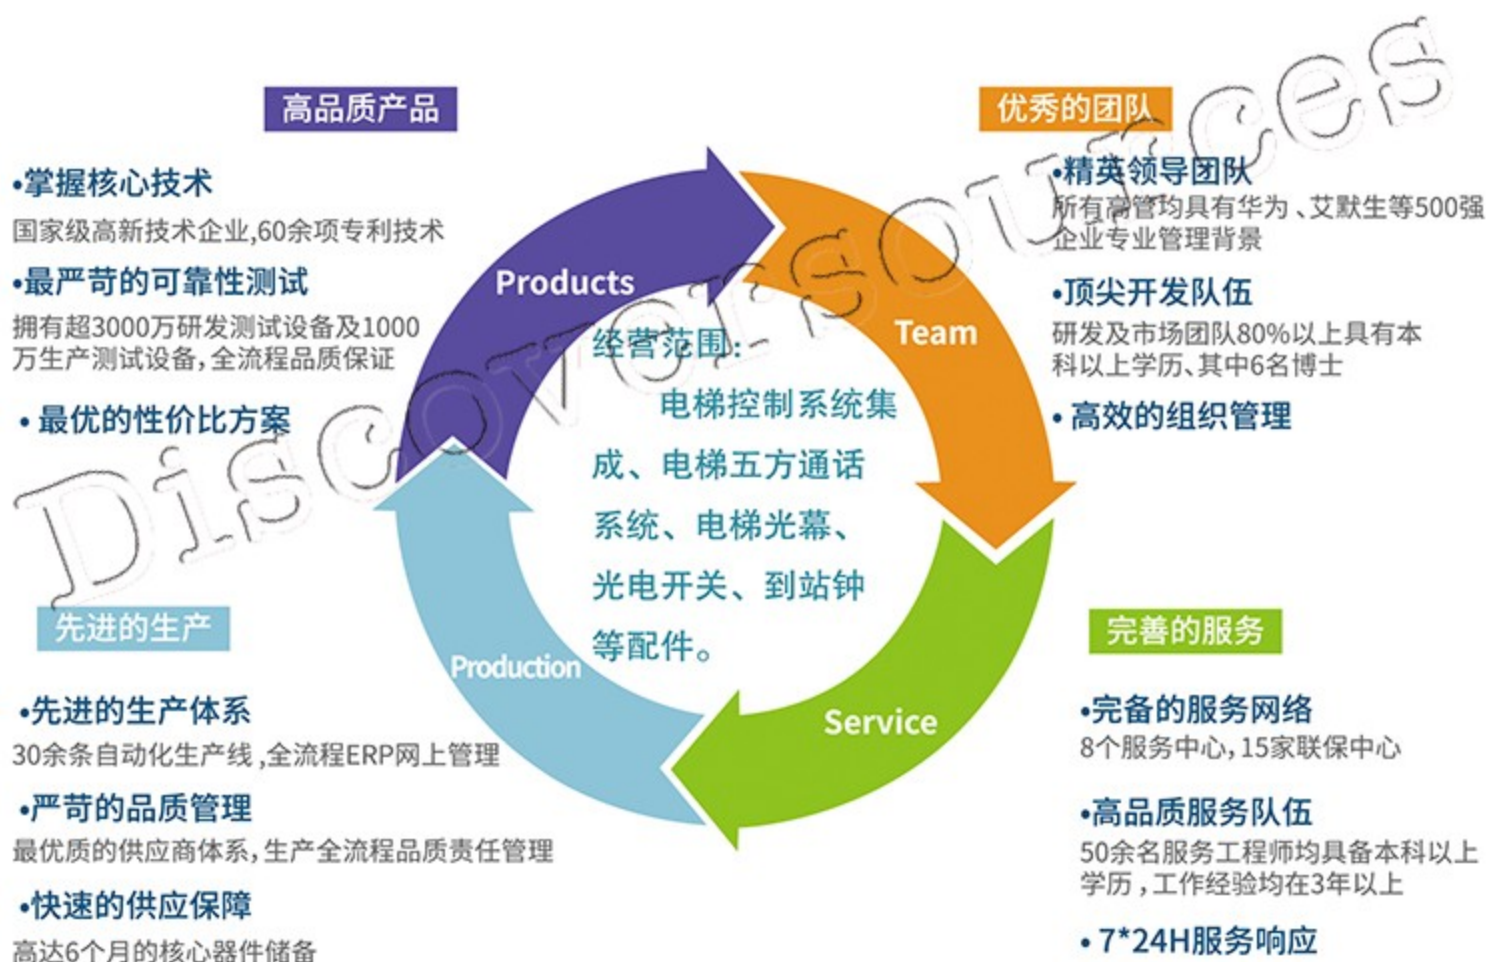 Discoversources
高品质产品
•掌握核心技术
国家级高新技术企业,60余项专利技术
•最严苛的可靠性测试
拥有超3000万研发测试设备及1000
万生产测试设备,全流程品质保证
• 最优的性价比方案
优秀的团队
•精英领导团队
所有高管均具有华为、艾默生等500强
企业专业管理背景
•顶尖开发队伍
研发及市场团队80%以上具有本
科以上学历、其中6名博士
• 高效的组织管理
Products
Team
Service
Production
经营范围:
电梯控制系统集
成、电梯五方通话
系统、电梯光幕、
光电开关、到站钟
等配件。
先进的生产
•先进的生产体系
30余条自动化生产线,全流程ERP网上管理
•严苛的品质管理
最优质的供应商体系,生产全流程品质责任管理
•快速的供应保障
高达6个月的核心器件储备
完善的服务
•完备的服务网络
8个服务中心,15家联保中心
•高品质服务队伍
50余名服务工程师均具备本科以上
学历,工作经验均在3年以上
• 7*24H服务响应